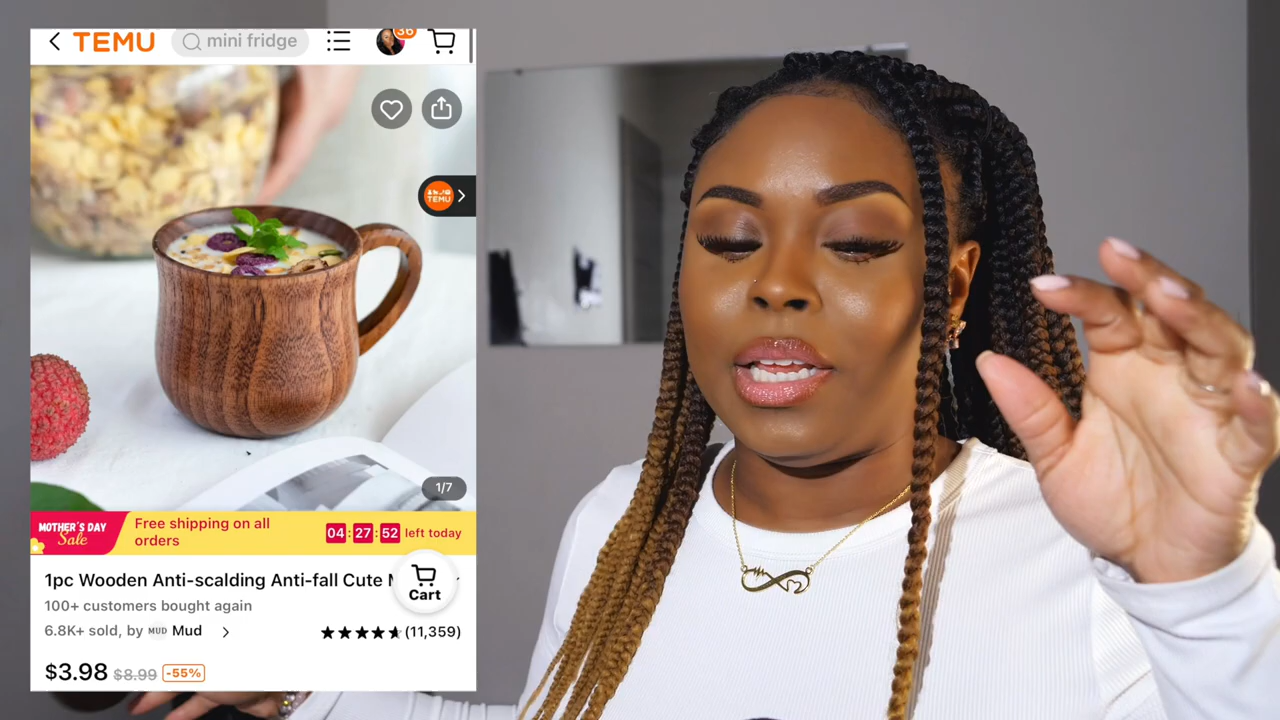 TEMU
mini fridge
36
TEMU
1/7
MOTHER'S DAY
Sale
Free shipping on all
orders
04:27:52 left today
1pc Wooden Anti-scalding Anti-fall Cute
Cart
100+ customers bought again
6.8K+ sold, by MUD Mud
(11,359)
$3.98 $8.99 -55%